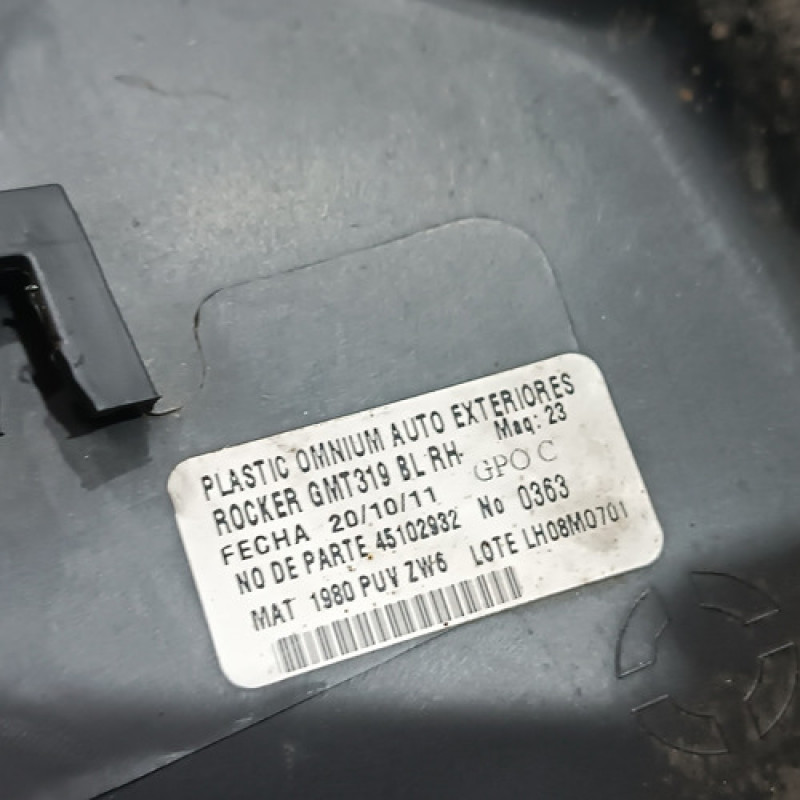 PLASTIC OMNIUM AUTO EXTERIORES
ROCKER GMT319 BL-RH Maq: 23
FECHA 20/10/11 GPO C
NO DE PARTE 45102932 No 0363
MAT 1980 PUV ZW6 LOTE LH08M0701